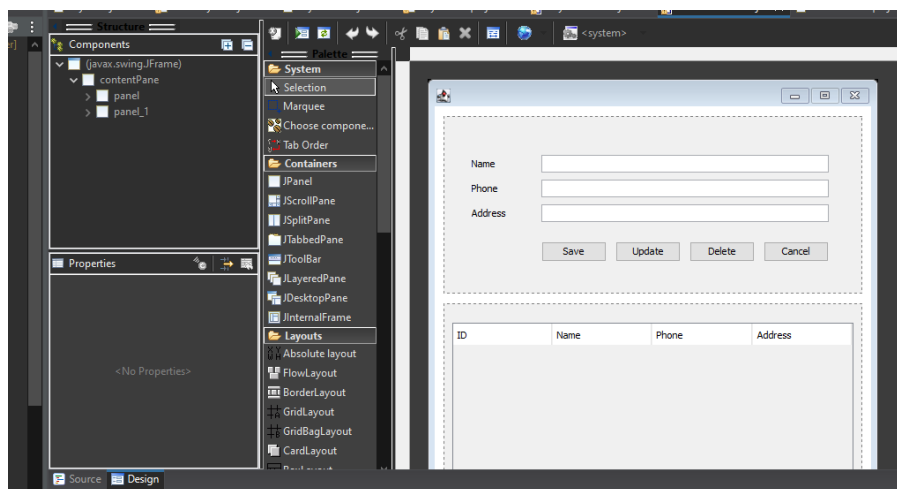 Structure
Components
(javax.swing.JFrame)
contentPane
panel
panel_1
Properties
<No Properties>
Source
Design
<system>
Palette
System
Selection
Marquee
Choose compone...
Tab Order
Containers
JPanel
JScrollPane
JSplitPane
JTabbedPane
JToolBar
JLayeredPane
JDesktopPane
JInternalFrame
Layouts
Absolute layout
FlowLayout
BorderLayout
GridLayout
GridBagLayout
CardLayout
Name
Phone
Address
Save Update Delete Cancel
ID Name Phone Address